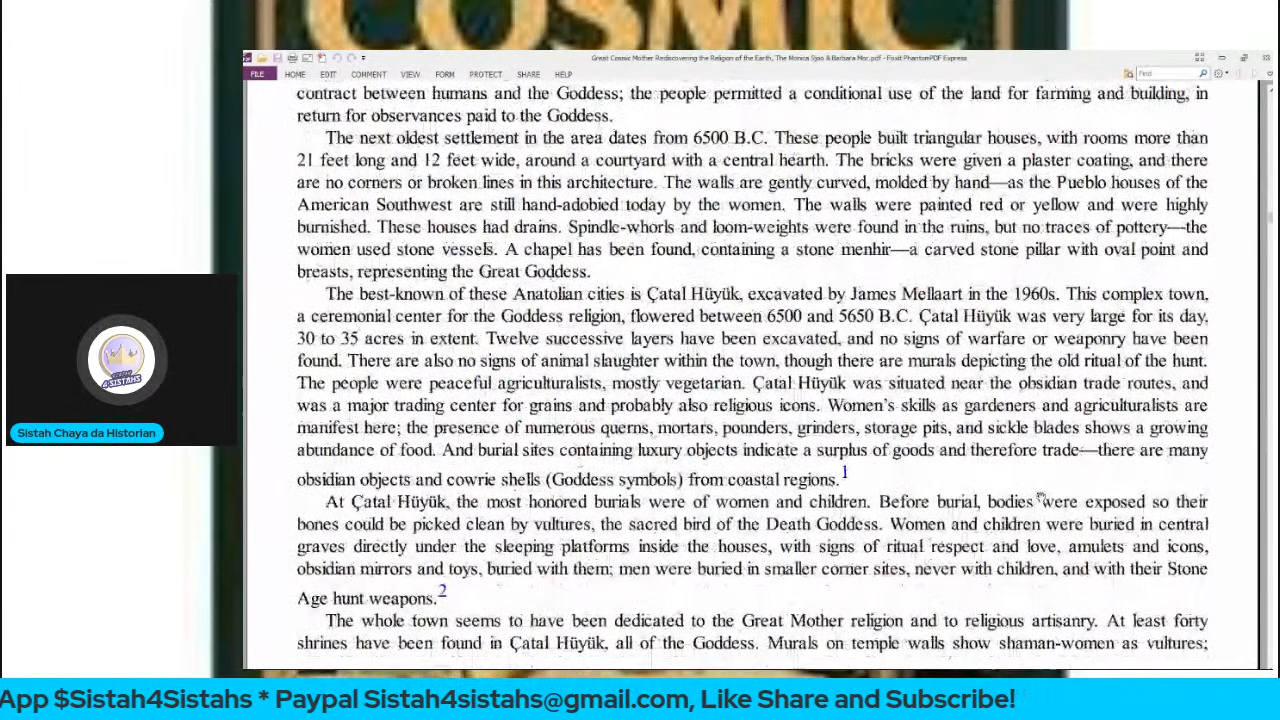 COSMIC
Great Cosmic Mother Rediscovering the Religion of the Earth, The Monica Sjoo & Barbara Mor.pdf - Foxit PhantomPDF Express
FILE HOME EDIT COMMENT VIEW FORM PROTECT SHARE HELP
Find
contract between humans and the Goddess; the people permitted a conditional use of the land for farming and building, in
return for observances paid to the Goddess.
The next oldest settlement in the area dates from 6500 B.C. These people built triangular houses, with rooms more than
21 feet long and 12 feet wide, around a courtyard with a central hearth. The bricks were given a plaster coating, and there
are no corners or broken lines in this architecture. The walls are gently curved, molded by hand—as the Pueblo houses of the
American Southwest are still hand-adobied today by the women. The walls were painted red or yellow and were highly
burnished. These houses had drains. Spindle-whorls and loom-weights were found in the ruins, but no traces of pottery—the
women used stone vessels. A chapel has been found, containing a stone menhir—a carved stone pillar with oval point and
breasts, representing the Great Goddess.
The best-known of these Anatolian cities is Çatal Hüyük, excavated by James Mellaart in the 1960s. This complex town,
a ceremonial center for the Goddess religion, flowered between 6500 and 5650 B.C. Çatal Hüyük was very large for its day,
30 to 35 acres in extent. Twelve successive layers have been excavated, and no signs of warfare or weaponry have been
found. There are also no signs of animal slaughter within the town, though there are murals depicting the old ritual of the hunt.
The people were peaceful agriculturalists, mostly vegetarian. Çatal Hüyük was situated near the obsidian trade routes, and
was a major trading center for grains and probably also religious icons. Women's skills as gardeners and agriculturalists are
manifest here; the presence of numerous querns, mortars, pounders, grinders, storage pits, and sickle blades shows a growing
abundance of food. And burial sites containing luxury objects indicate a surplus of goods and therefore trade—there are many
obsidian objects and cowrie shells (Goddess symbols) from coastal regions.1
At Çatal Hüyük, the most honored burials were of women and children. Before burial, bodies were exposed so their
bones could be picked clean by vultures, the sacred bird of the Death Goddess. Women and children were buried in central
graves directly under the sleeping platforms inside the houses, with signs of ritual respect and love, amulets and icons,
obsidian mirrors and toys, buried with them; men were buried in smaller corner sites, never with children, and with their Stone
Age hunt weapons.2
The whole town seems to have been dedicated to the Great Mother religion and to religious artisanry. At least forty
shrines have been found in Çatal Hüyük, all of the Goddess. Murals on temple walls show shaman-women as vultures;
4-SISTAHS
Sistah Chaya da Historian
App $Sistah4Sistahs * Paypal Sistah4sistahs@gmail.com, Like Share and Subscribe!